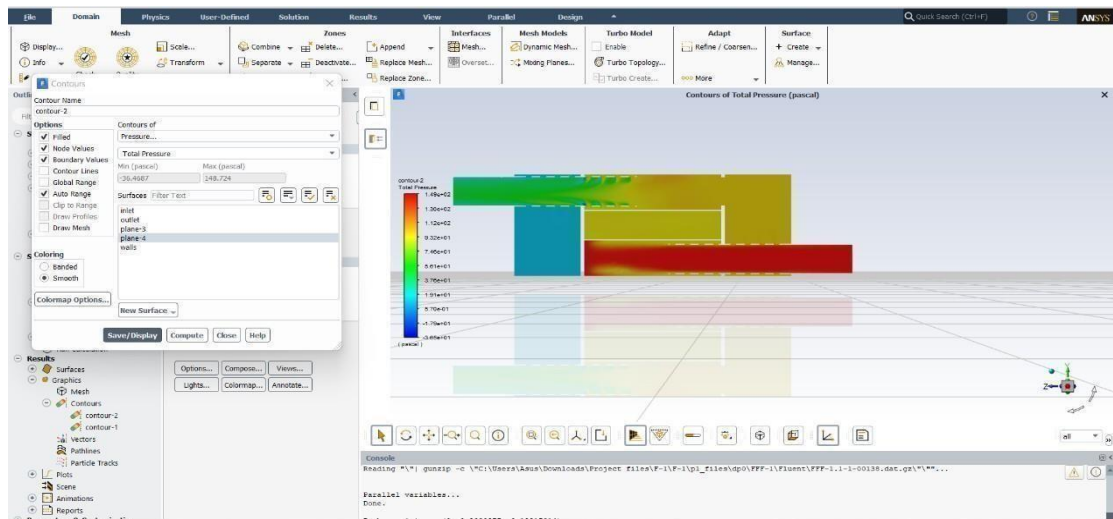 File Domain Physics User-Defined Solution Results View Parallel Design
Quick Search (Ctrl+F)
ANSYS
Mesh Zones Interfaces Mesh Models Turbo Model Adapt Surface
Display... Scale... Combine Delete... Append Mesh... Dynamic Mesh... Enable Refine / Coarsen... + Create
Info Transform Separate Deactivate... Replace Mesh... Overset... Mixing Planes... Turbo Topology... Manage...
Replace Zone... Turbo Create... More
Contours
Contour Name
contour-2
Options
Filled
Node Values
Boundary Values
Contour Lines
Global Range
Auto Range
Clip to Range
Draw Profiles
Draw Mesh
Coloring
Banded
Smooth
Colormap Options...
Contours of
Pressure...
Total Pressure
Min (pascal) Max (pascal)
-36.4687 148.724
Surfaces Filter Text
inlet
outlet
plane-3
plane-4
walls
New Surface
Save/Display Compute Close Help
Results
Surfaces
Graphics
Mesh
Contours
contour-2
contour-1
Vectors
Pathlines
Particle Tracks
Plots
Scene
Animations
Reports
Options... Compose... Views...
Lights... Colormap... Annotate...
Contours of Total Pressure (pascal)
contour-2
Total Pressure
1.49e+02
1.30e+02
1.12e+02
9.32e+01
7.46e+01
5.61e+01
3.76e+01
1.91e+01
-1.79e+01
-3.65e+01
[ pascal ]
Y
Z
all
Console
Parallel variables...
Done.